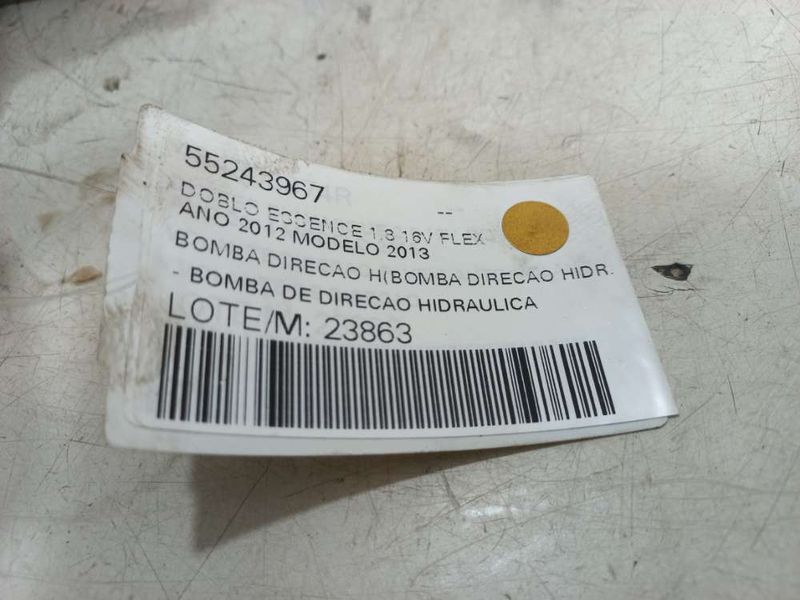 55243967
--
DOBLO ESSENCE 1.8 16V FLEX
ANO 2012 MODELO 2013
BOMBA DIRECAO H(BOMBA DIRECAO HIDR.
- BOMBA DE DIRECAO HIDRAULICA
LOTE/M: 23863